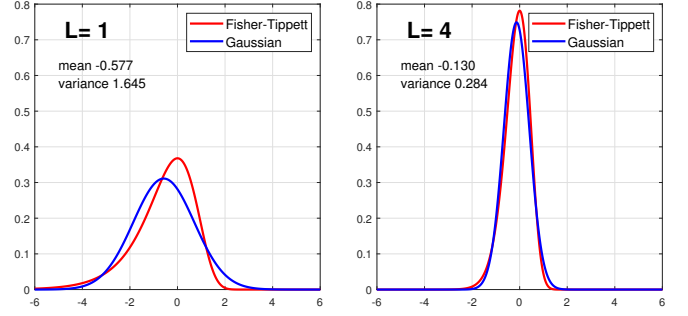 L= 1
Fisher-Tippett
Gaussian
mean -0.577
variance 1.645
0.8
0.7
0.6
0.5
0.4
0.3
0.2
0.1
0
-6 -4 -2 0 2 4 6
L= 4
Fisher-Tippett
Gaussian
mean -0.130
variance 0.284
0.8
0.7
0.6
0.5
0.4
0.3
0.2
0.1
0
-6 -4 -2 0 2 4 6